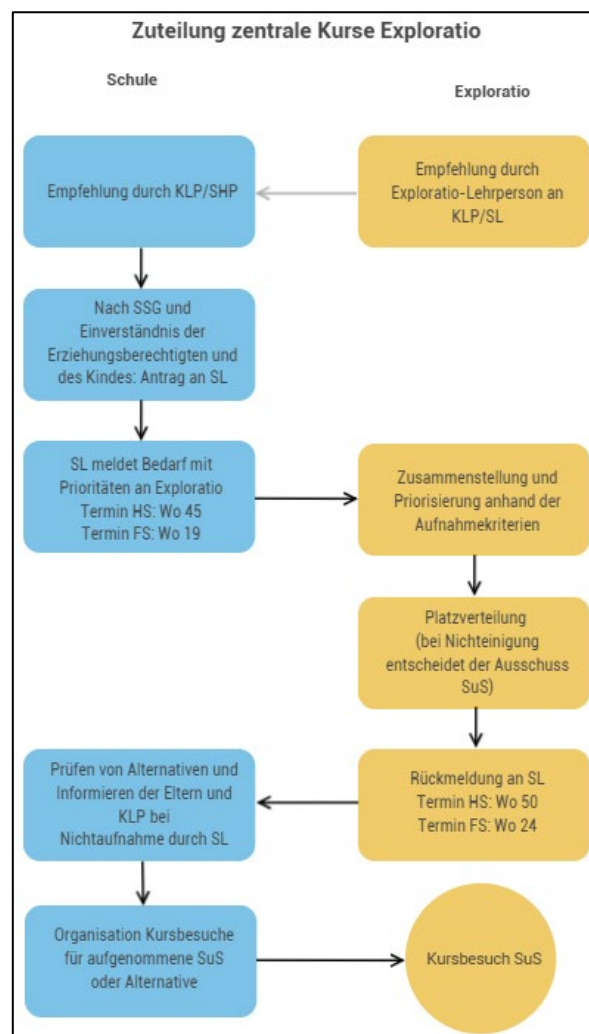 Zuteilung zentrale Kurse Exploratio
Schule
Exploratio
Empfehlung durch KLP/SHP
Empfehlung durch
Exploratio-Lehrperson an
KLP/SL
Nach SSG und
Einverständnis der
Erziehungsberechtigten und
des Kindes: Antrag an SL
SL meldet Bedarf mit
Prioritäten an Exploratio
Termin HS: Wo 45
Termin FS: Wo 19
Zusammenstellung und
Priorisierung anhand der
Aufnahmekriterien
Platzverteilung
(bei Nichteinigung
entscheidet der Ausschuss
SuS)
Rückmeldung an SL
Termin HS: Wo 50
Termin FS: Wo 24
Prüfen von Alternativen und
Informieren der Eltern und
KLP bei
Nichtaufnahme durch SL
Organisation Kursbesuche
für aufgenommene SuS
oder Alternative
Kursbesuch SuS